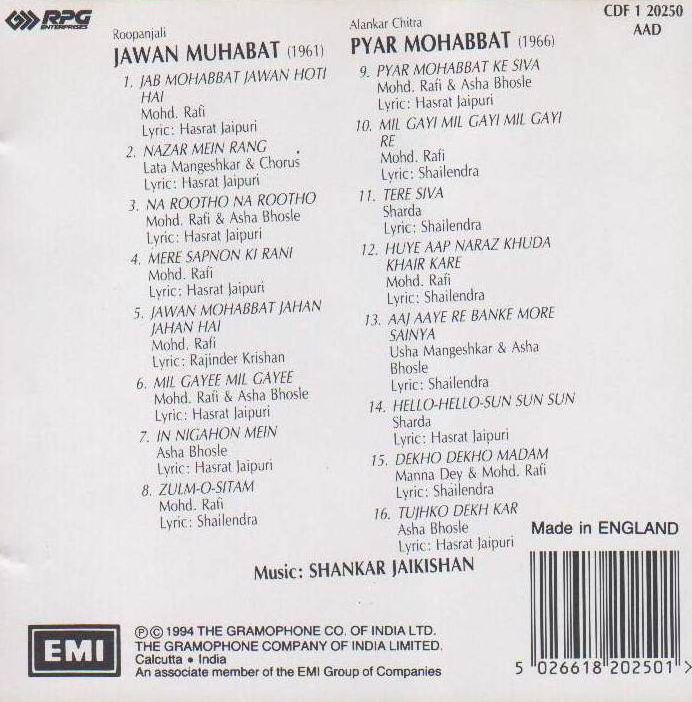 RPG
ENTERPRISES
CDF 1 20250
AAD
Roopanjali
JAWAN MUHABAT (1961)
1. JAB MOHABBAT JAWAN HOTI
HAI
Mohd. Rafi
Lyric: Hasrat Jaipuri
2. NAZAR MEIN RANG
Lata Mangeshkar & Chorus
Lyric: Hasrat Jaipuri
3. NA ROOTHO NA ROOTHO
Mohd. Rafi & Asha Bhosle
Lyric: Hasrat Jaipuri
4. MERE SAPNON KI RANI
Mohd. Rafi
Lyric: Hasrat Jaipuri
5. JAWAN MOHABBAT JAHAN
JAHAN HAI
Mohd. Rafi
Lyric: Rajinder Krishan
6. MIL GAYEE MIL GAYEE
Mohd. Rafi & Asha Bhosle
Lyric: Hasrat Jaipuri
7. IN NIGAHON MEIN
Asha Bhosle
Lyric: Hasrat Jaipuri
8. ZULM-O-SITAM
Mohd. Rafi
Lyric: Shailendra
Alankar Chitra
PYAR MOHABBAT (1966)
9. PYAR MOHABBAT KE SIVA
Mohd. Rafi & Asha Bhosle
Lyric: Hasrat Jaipuri
10. MIL GAYI MIL GAYI MIL GAYI
RE
Mohd. Rafi
Lyric: Shailendra
11. TERE SIVA
Sharda
Lyric: Shailendra
12. HUYE AAP NARAZ KHUDA
KHAIR KARE
Mohd. Rafi
Lyric: Shailendra
13. AAJ AAYE RE BANKE MORE
SAINYA
Usha Mangeshkar & Asha
Bhosle
Lyric: Shailendra
14. HELLO-HELLO-SUN SUN SUN
Sharda
Lyric: Hasrat Jaipuri
15. DEKHO DEKHO MADAM
Manna Dey & Mohd. Rafi
Lyric: Shailendra
16. TUJHKO DEKH KAR
Asha Bhosle
Lyric: Hasrat Jaipuri
Music: SHANKAR JAIKISHAN
Made in ENGLAND
EMI
℗© 1994 THE GRAMOPHONE CO. OF INDIA LTD.
THE GRAMOPHONE COMPANY OF INDIA LIMITED.
Calcutta • India
An associate member of the EMI Group of Companies
5 026618 202501 >